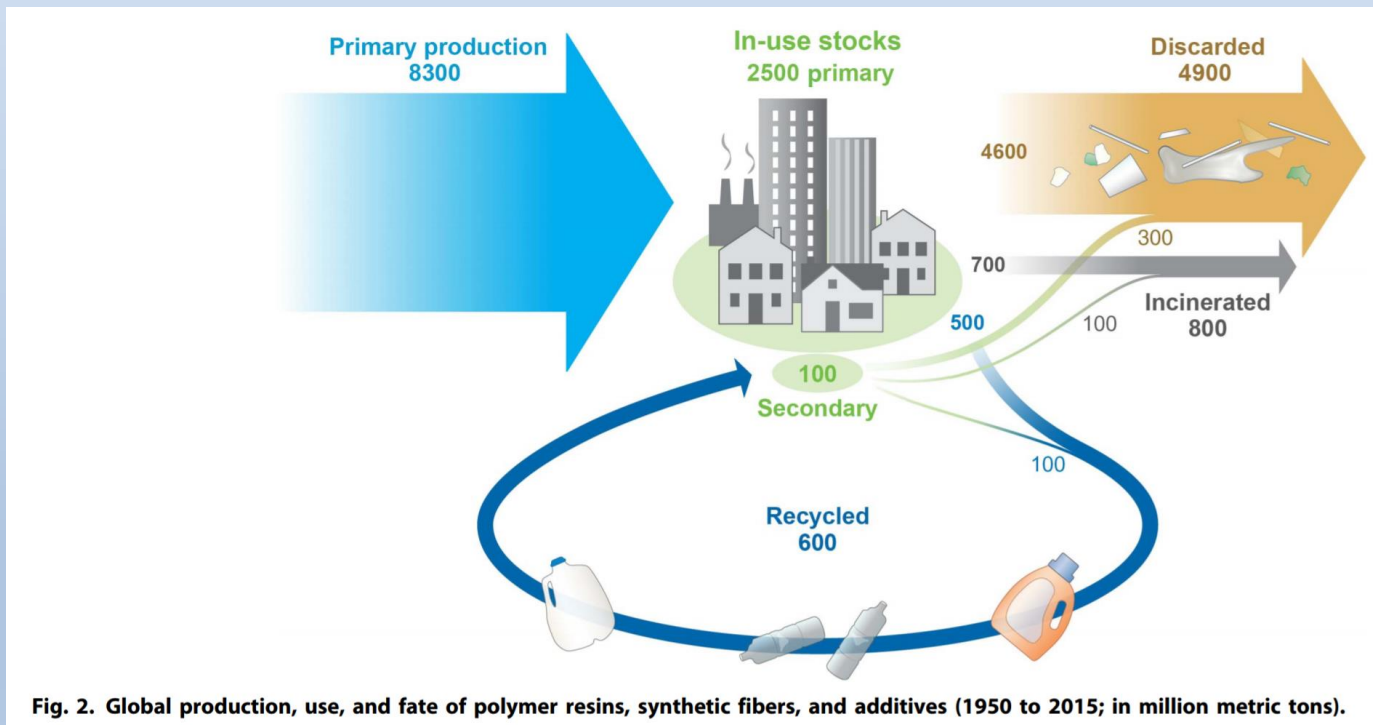 Primary production
8300
In-use stocks
2500 primary
Discarded
4900
4600
300
700
Incinerated
800
500
100
100
Secondary
100
Recycled
600
Fig. 2. Global production, use, and fate of polymer resins, synthetic fibers, and additives (1950 to 2015; in million metric tons).